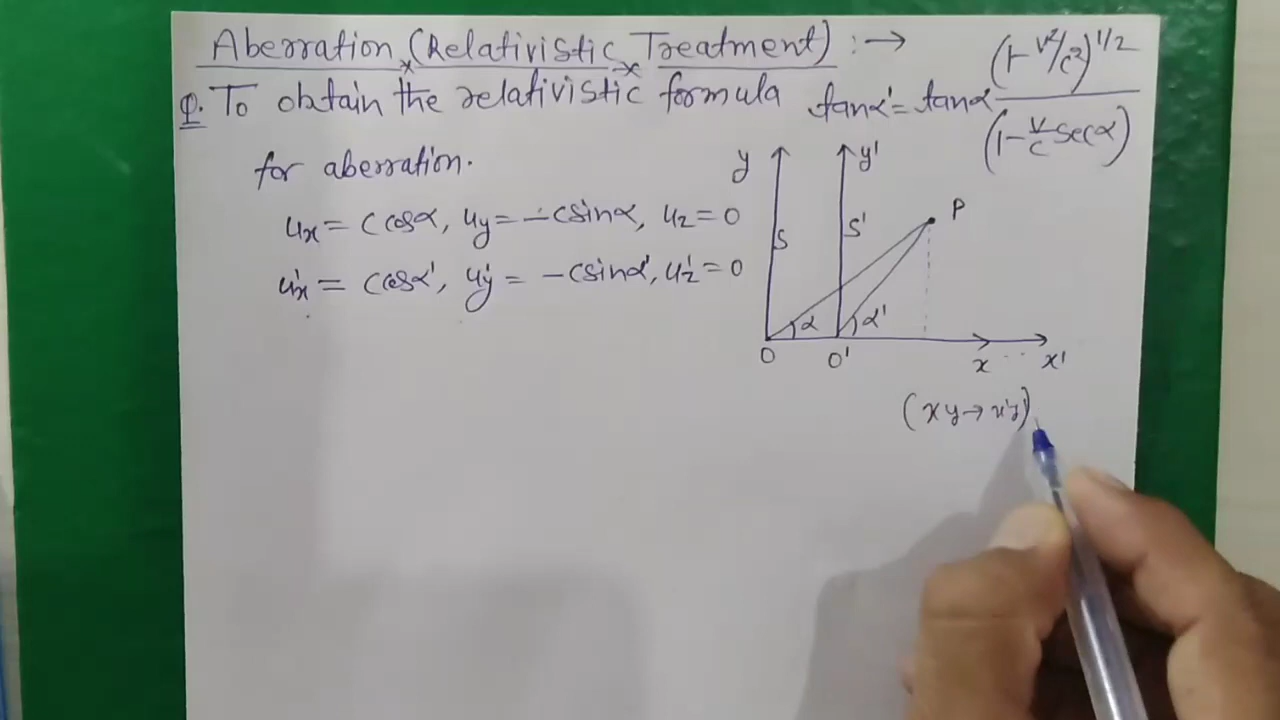 Aberration (Relativistic Treatment) :→
Q. To obtain the relativistic formula tanα' = tanα (1-v²/c²)^1/2 / (1-v/c secα)
for aberration.
ux = c cosα, uy = -c sinα, uz = 0
u'x = c cosα', u'y = -c sinα', u'z = 0
y y'
P
S S'
α α'
O O' x x'
(xy→x'y')